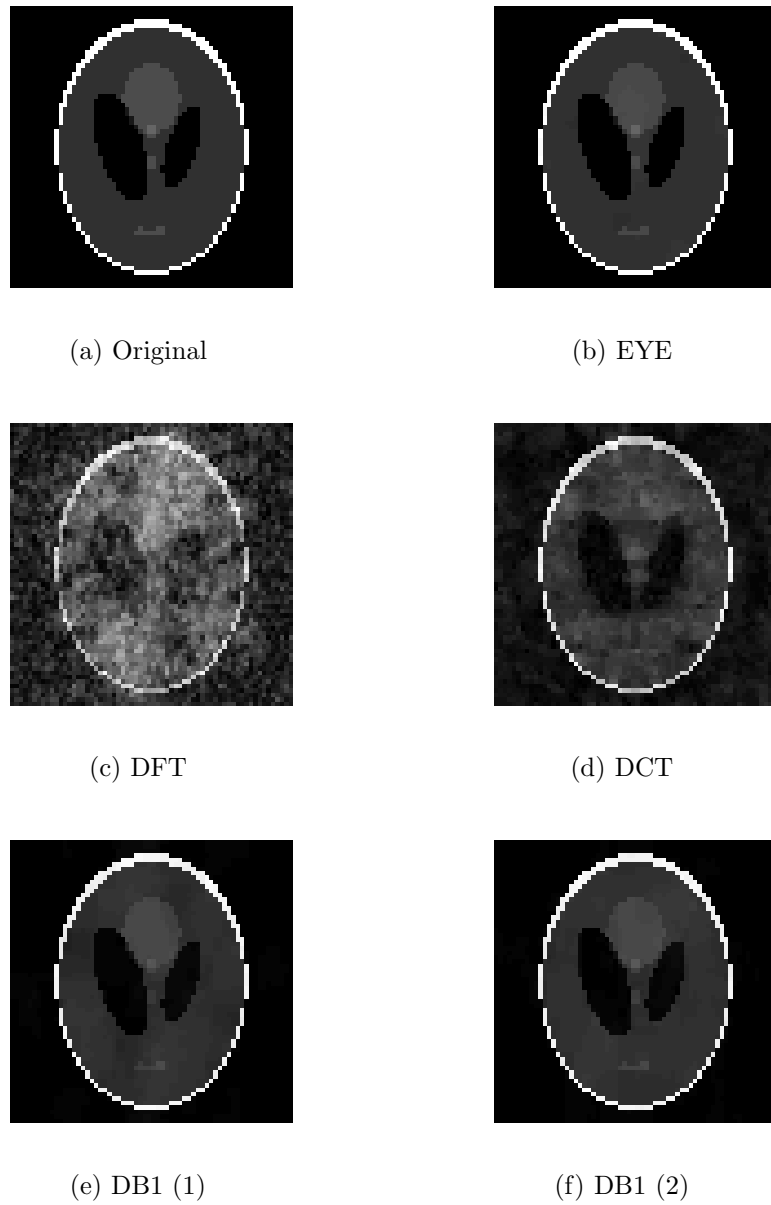 (a) Original
(b) EYE
(c) DFT
(d) DCT
(e) DB1 (1)
(f) DB1 (2)